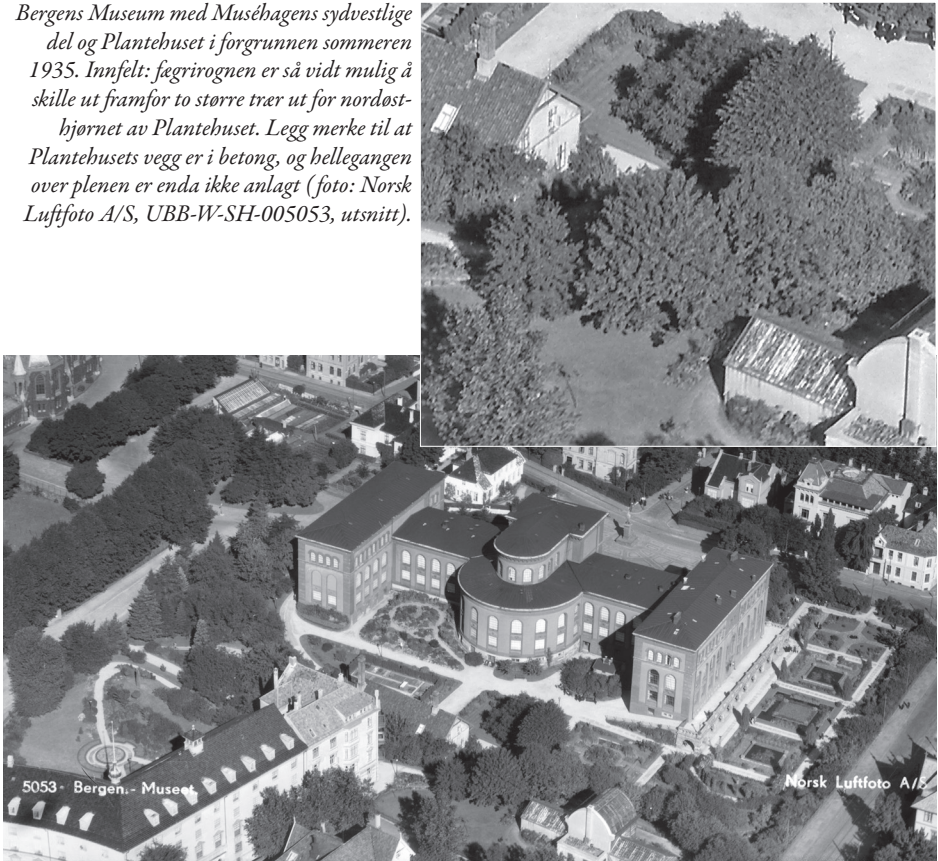 Bergens Museum med Muséhagens sydvestlige
del og Plantehuset i forgrunnen sommeren
1935. Innfelt: fægrirognen er så vidt mulig å
skille ut framfor to større trær ut for nordøst-
hjørnet av Plantehuset. Legg merke til at
Plantehusets vegg er i betong, og hellegangen
over plenen er enda ikke anlagt (foto: Norsk
Luftfoto A/S, UBB-W-SH-005053, utsnitt).
5053 - Bergen. - Museet.
Norsk Luftfoto A/S